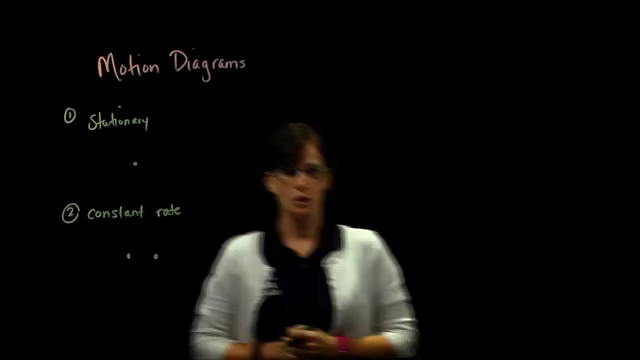 Motion Diagrams
① Stationary
② constant rate